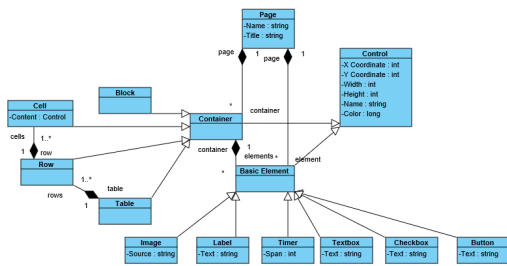 Page
-Name : string
-Title : string
page 1
page 1
Control
-X Coordinate : int
-Y Coordinate : int
-Width : int
-Height : int
-Name : string
-Color : long
Block
Cell
-Content : Control
* container
Container
cells 1..*
container 1
1 row
elements * element
Row
*
Basic Element
1..* table
rows 1
Table
Image
-Source : string
Label
-Text : string
Timer
-Span : int
Textbox
-Text : string
Checkbox
-Text : string
Button
-Text : string